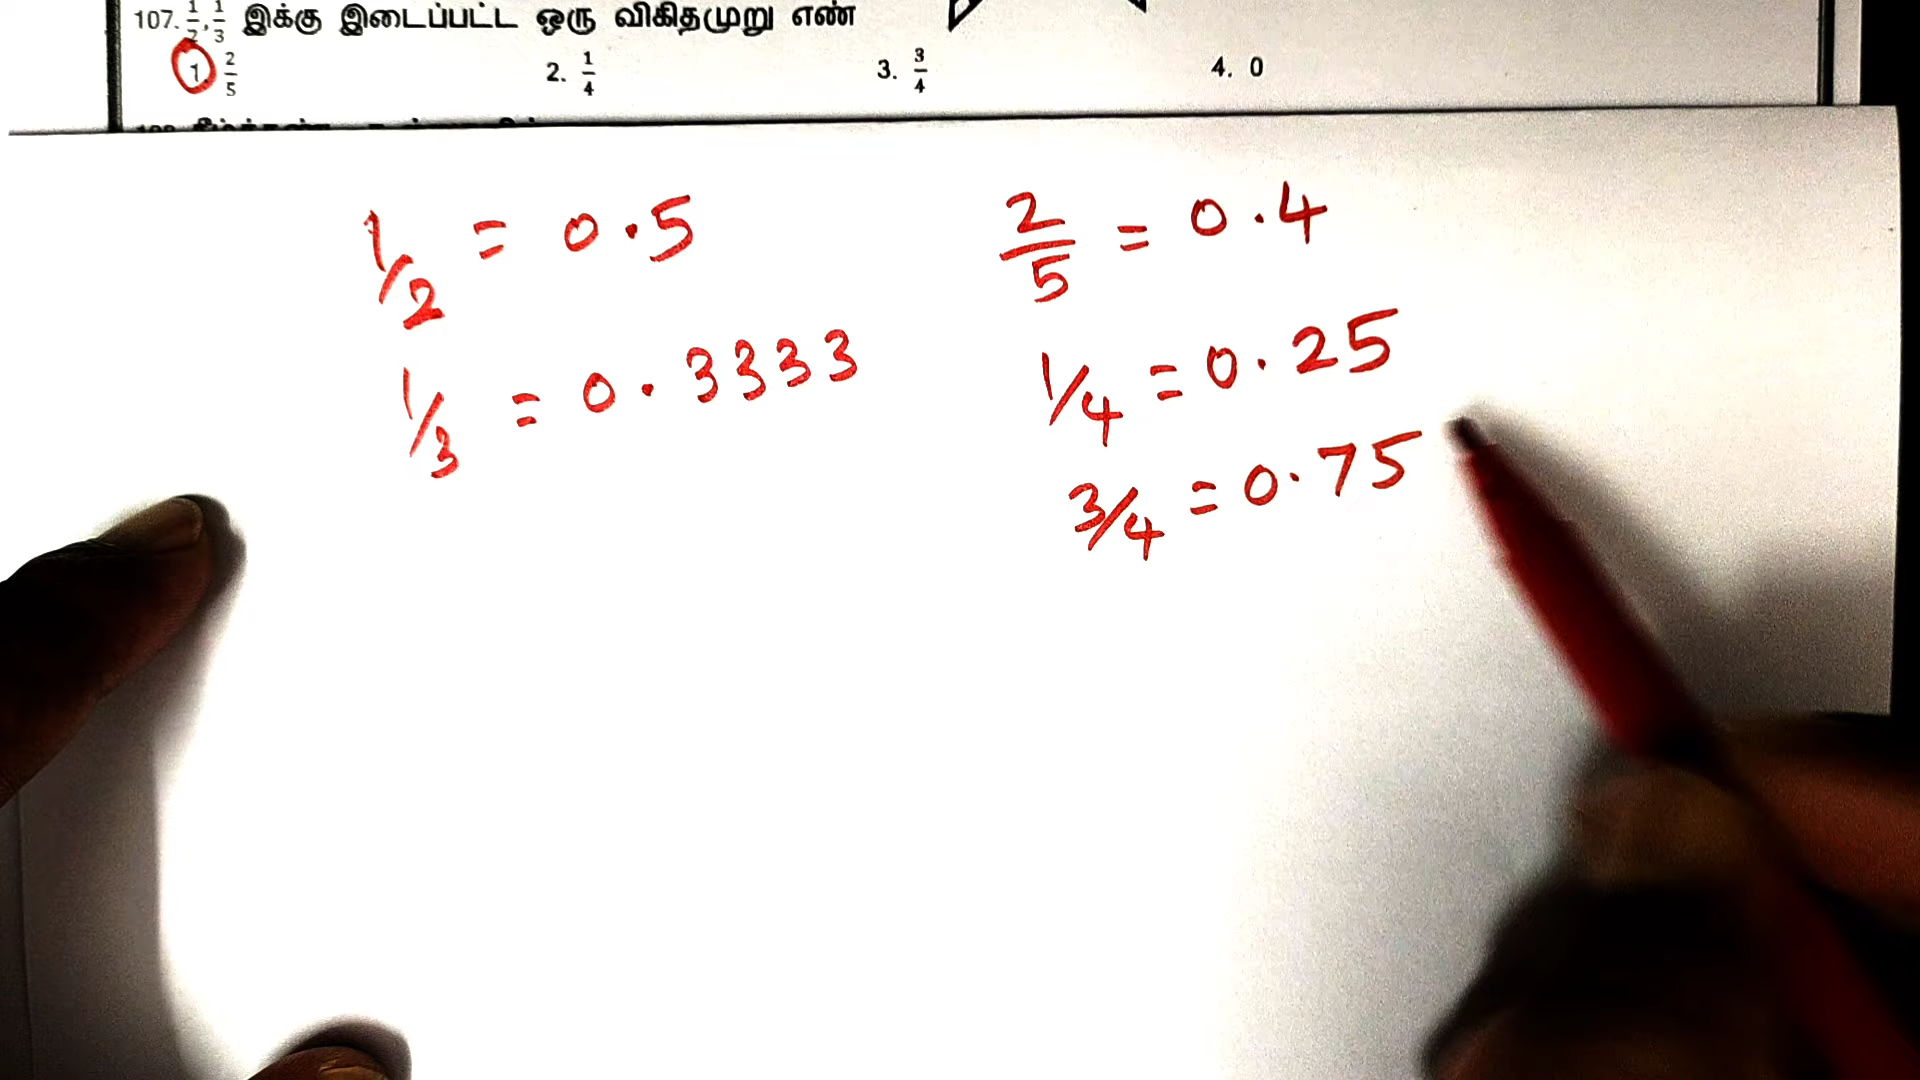 107. 1/2, 1/3 இக்கு இடைப்பட்ட ஒரு விகிதமுறு எண்
1. 2/5 2. 1/4 3. 3/4 4. 0
1/2 = 0.5
1/3 = 0.3333
2/5 = 0.4
1/4 = 0.25
3/4 = 0.75